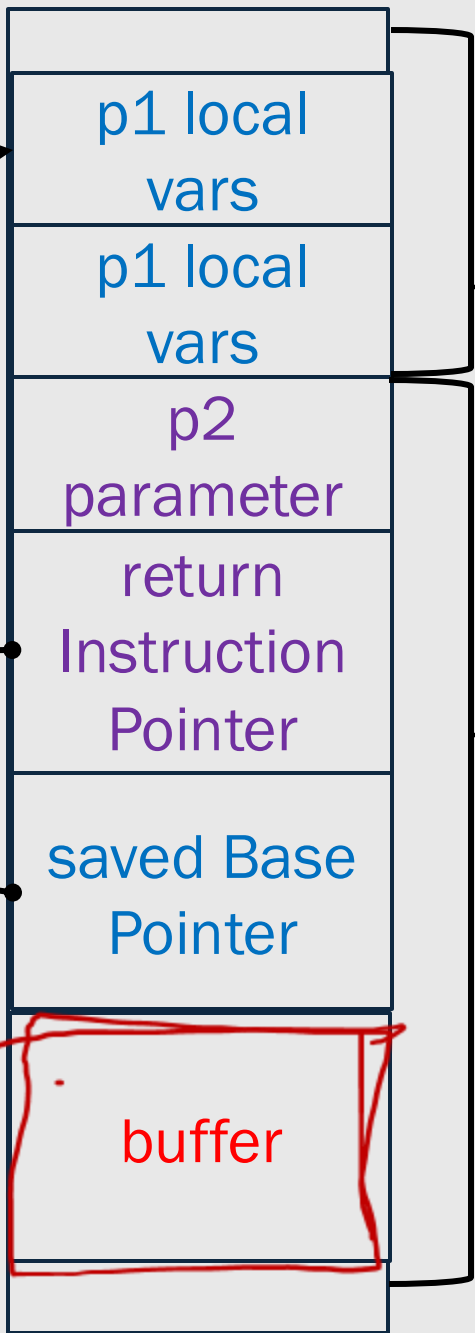 p1 local
vars
p1 local
vars
p2
parameter
return
Instruction
Pointer
saved Base
Pointer
buffer